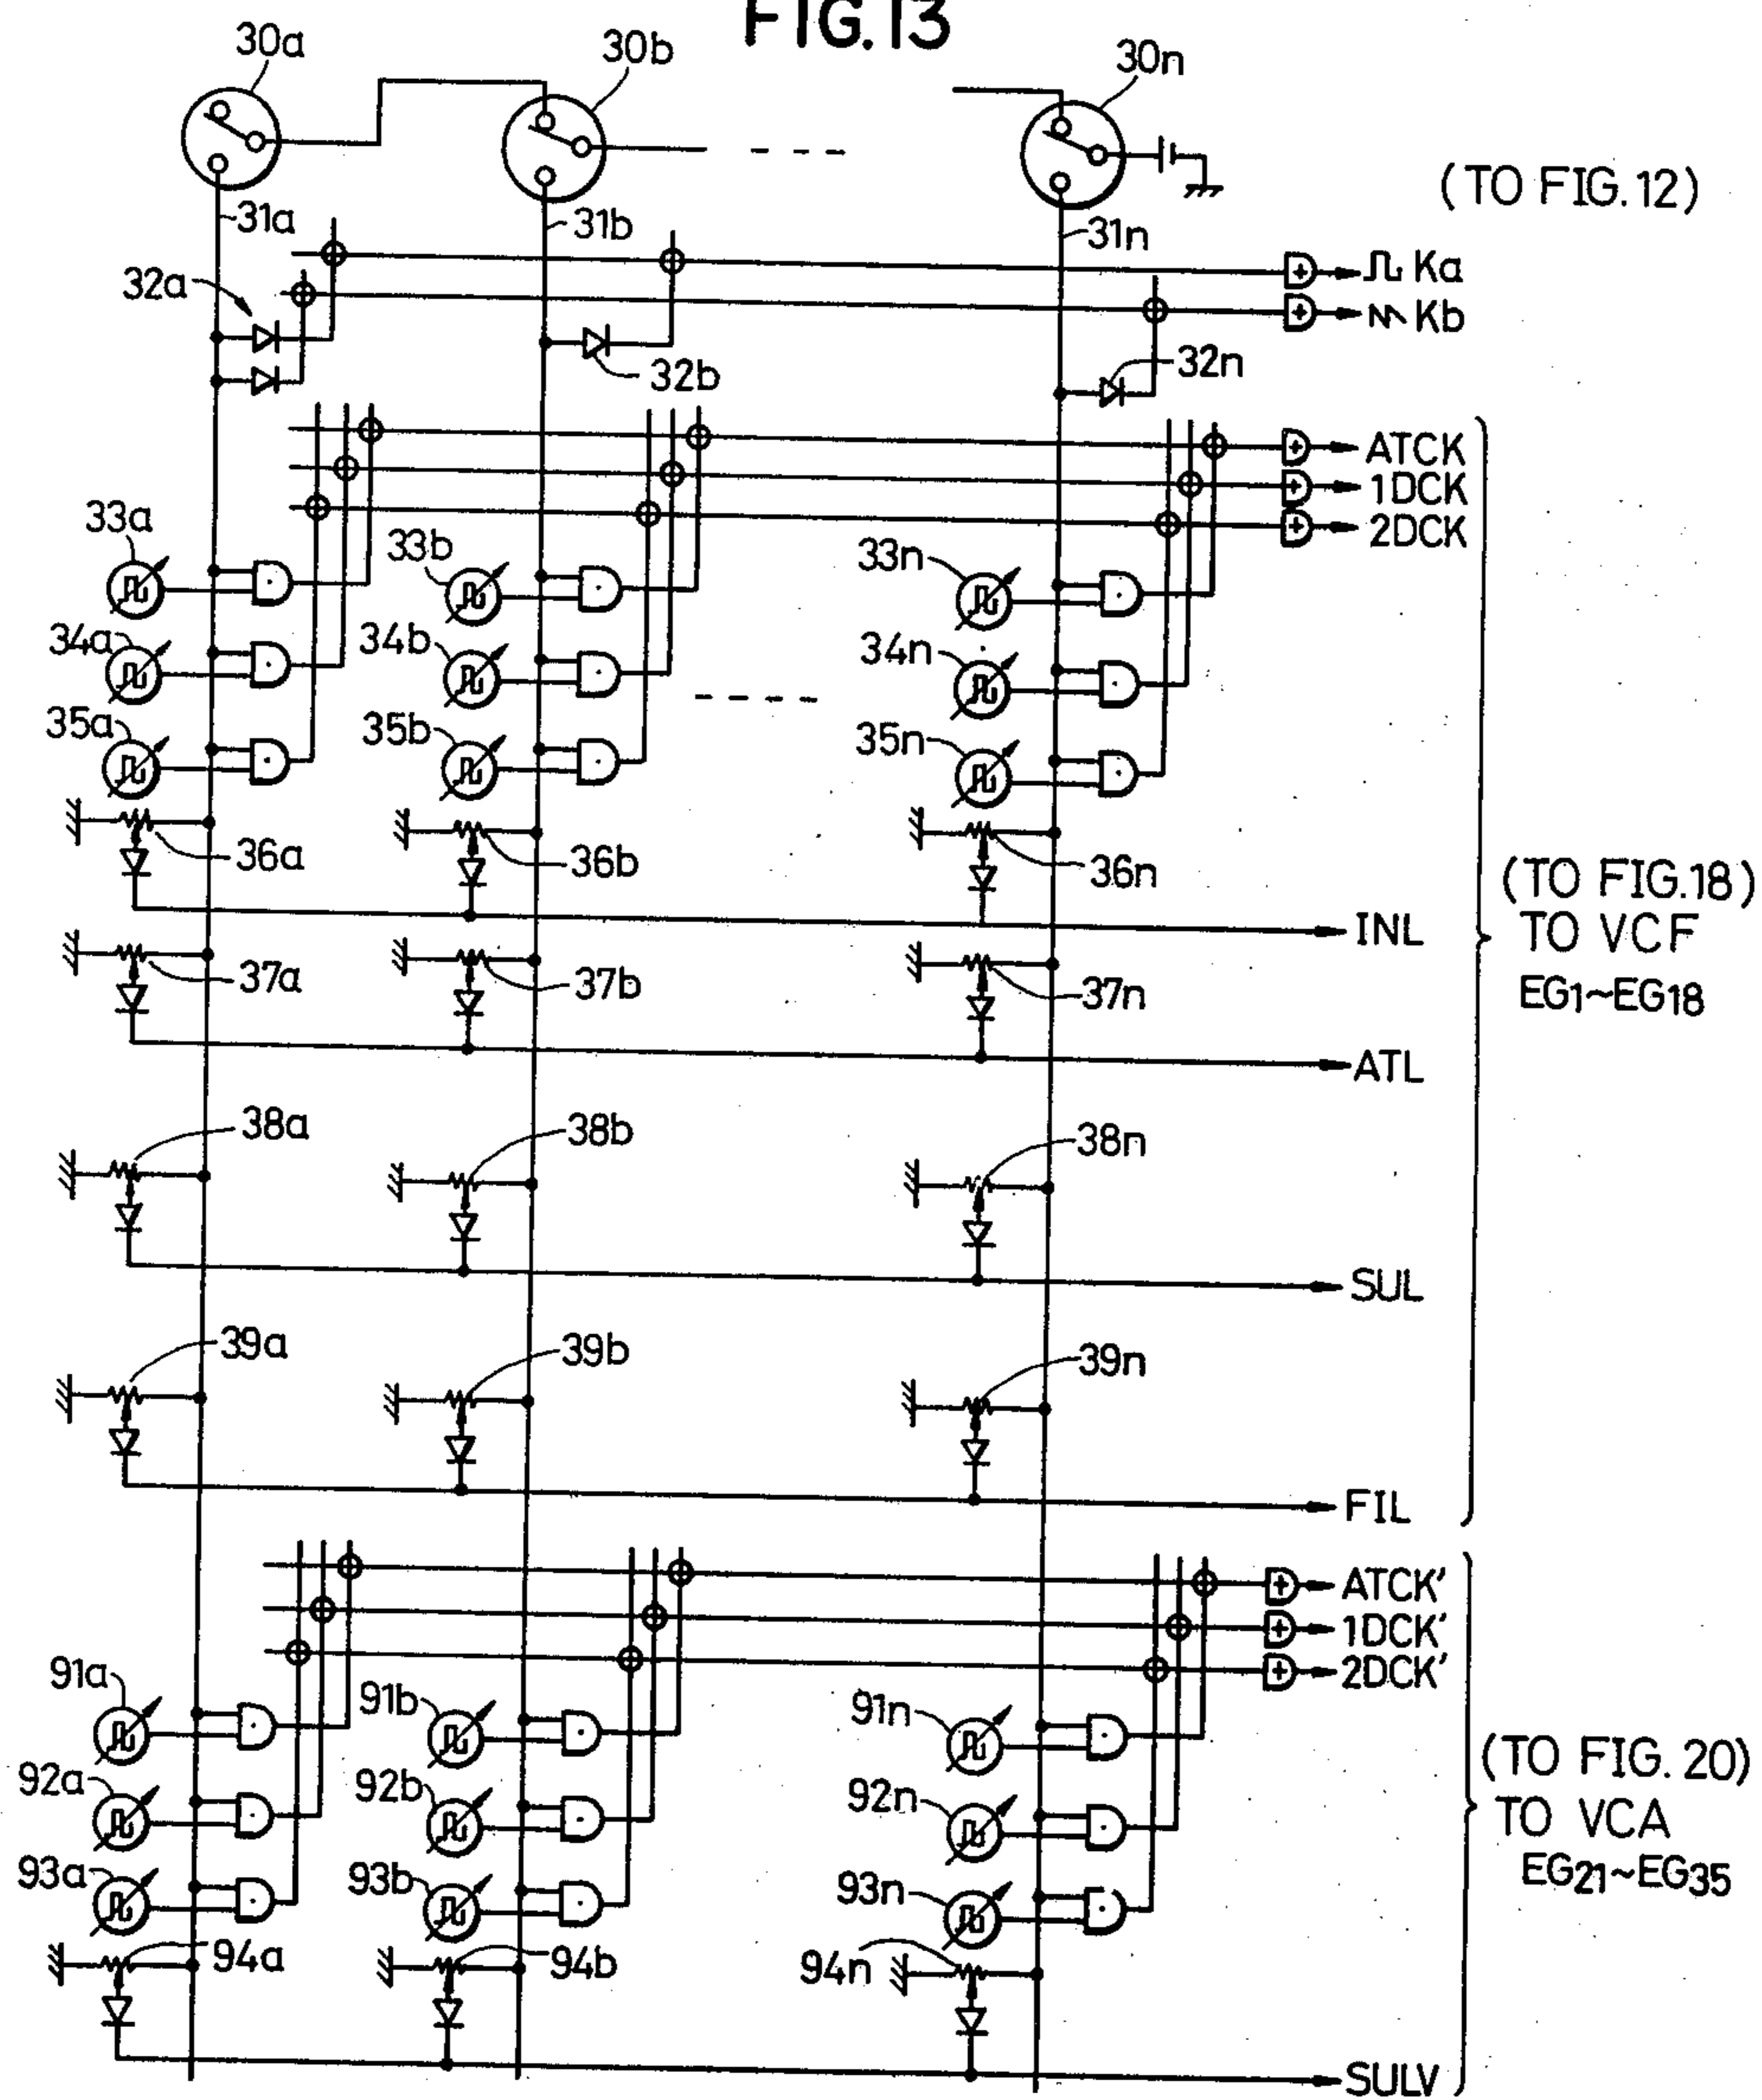 FIG.13
30a
30b
30n
(TO FIG.12)
31a
31b
31n
Ka
32a
Kb
32b
32n
ATCK
1DCK
2DCK
33a
33b
33n
34a
34b
34n
35a
35b
35n
36a
36b
36n
(TO FIG.18)
TO VCF
EG1~EG18
INL
37a
37b
37n
ATL
38a
38b
38n
SUL
39a
39b
39n
FIL
ATCK'
1DCK'
2DCK'
91a
91b
91n
(TO FIG.20)
TO VCA
EG21~EG35
92a
92b
92n
93a
93b
93n
94a
94b
94n
SULV